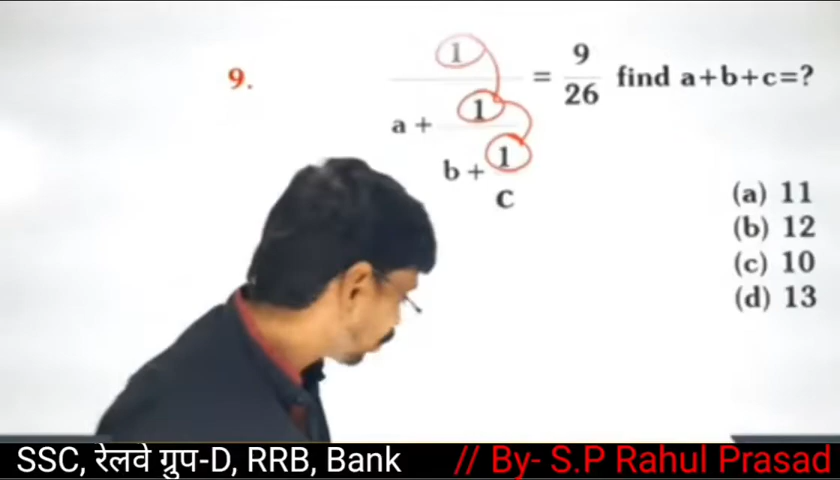 9.
1
= 9/26 find a+b+c=?
a + 1
b + 1
c
(a) 11
(b) 12
(c) 10
(d) 13
SSC, रेलवे ग्रुप-D, RRB, Bank // By- S.P Rahul Prasad